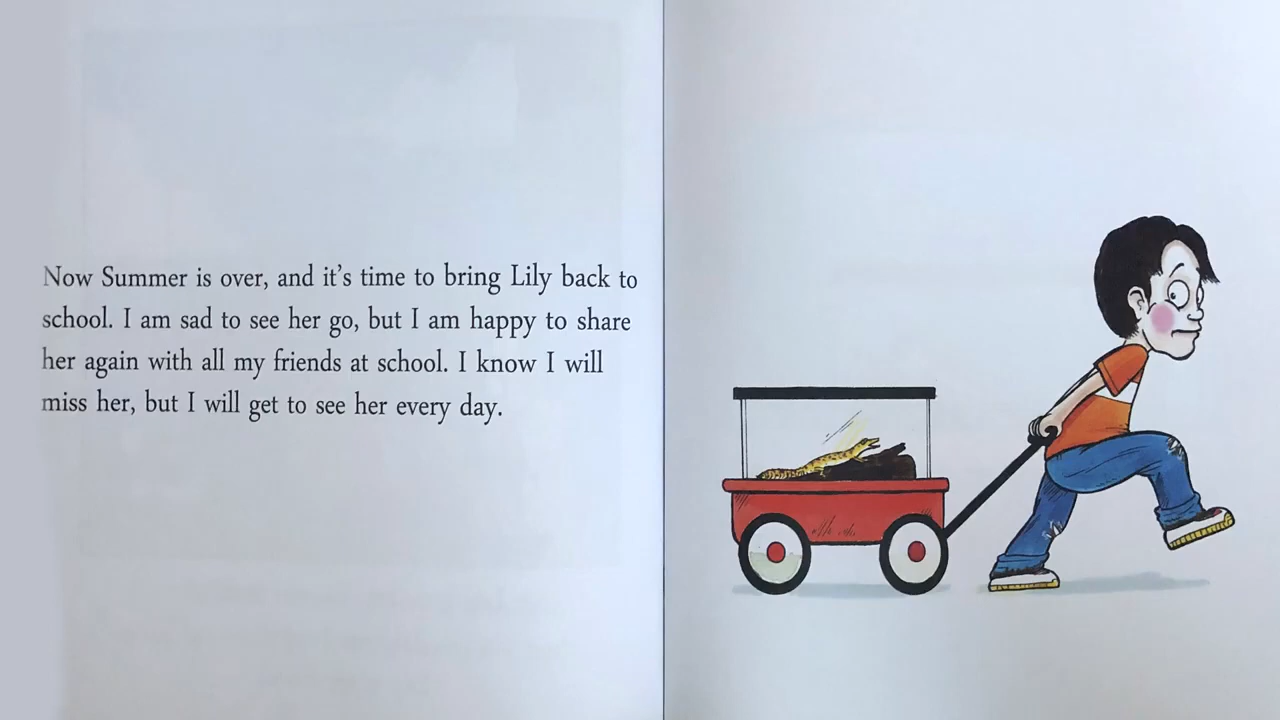 Now Summer is over, and it's time to bring Lily back to
school. I am sad to see her go, but I am happy to share
her again with all my friends at school. I know I will
miss her, but I will get to see her every day.